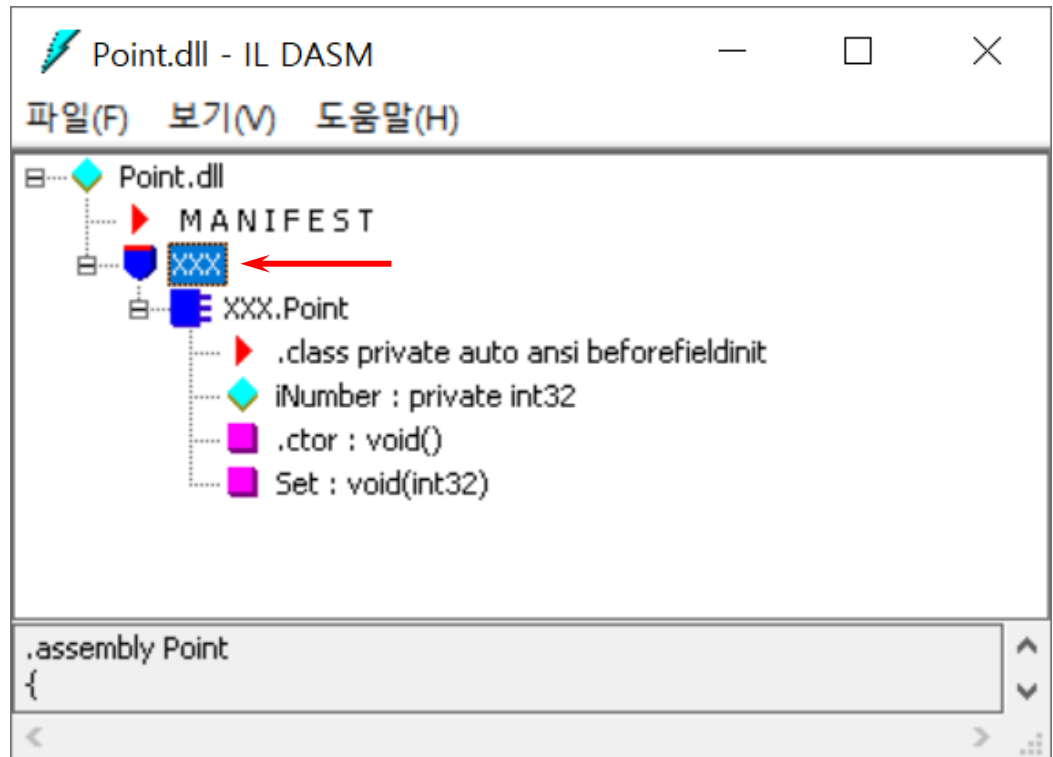 Point.dll - IL DASM
파일(F) 보기(V) 도움말(H)
Point.dll
MANIFEST
XXX
XXX.Point
.class private auto ansi beforefieldinit
iNumber : private int32
.ctor : void()
Set : void(int32)
.assembly Point
{